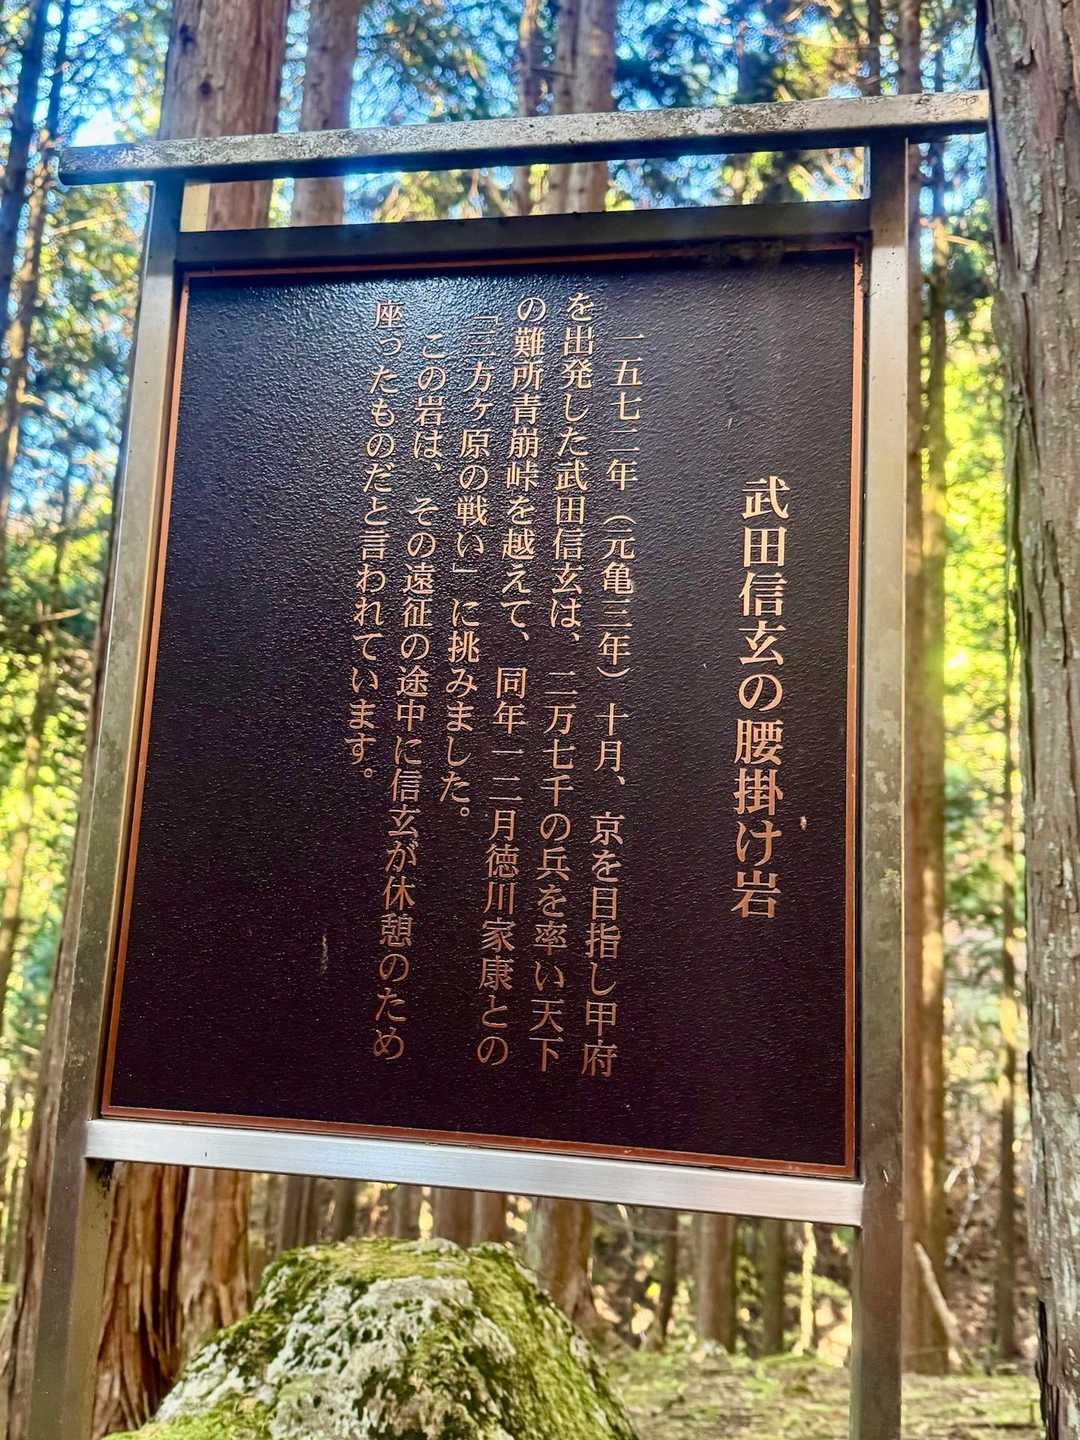 武田信玄の腰掛け岩
一五七二年（元亀三年）十月、京を目指し甲府
を出発した武田信玄は、二万七千の兵を率い天下
の難所青崩峠を越えて、同年一二月徳川家康との
「三方ヶ原の戦い」に挑みました。
この岩は、その遠征の途中に信玄が休憩のため
座ったものだと言われています。